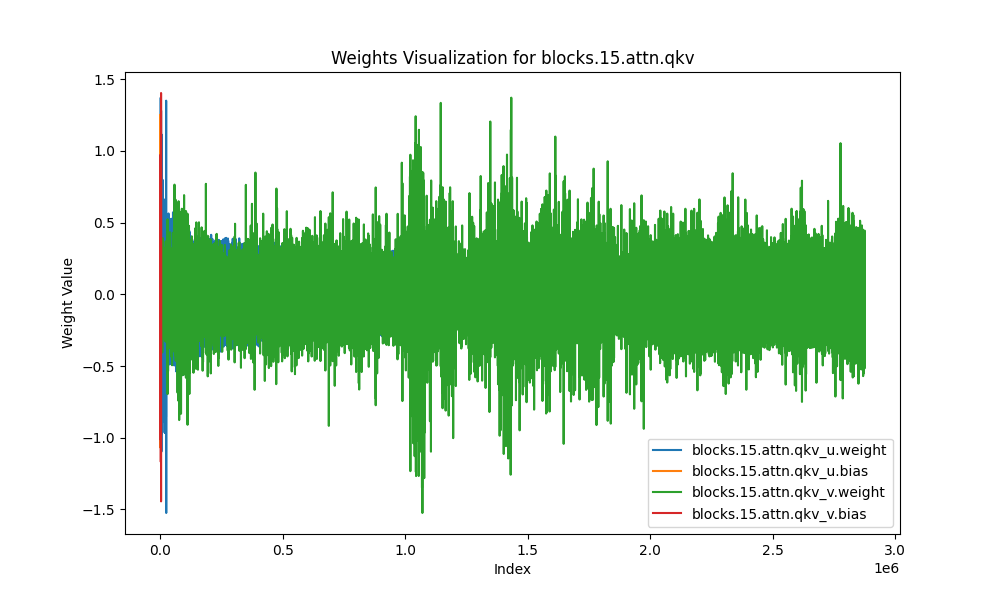 Weights Visualization for blocks.15.attn.qkv
1.5
1.0
0.5
0.0
−0.5
−1.0
−1.5
Weight Value
blocks.15.attn.qkv_u.weight
blocks.15.attn.qkv_u.bias
blocks.15.attn.qkv_v.weight
blocks.15.attn.qkv_v.bias
0.0 0.5 1.0 1.5 2.0 2.5 3.0
Index
1e6